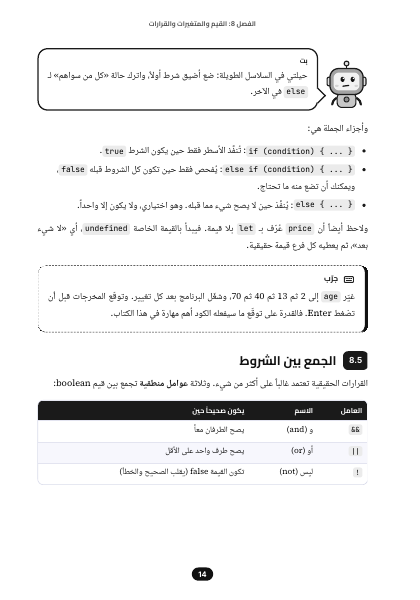 الفصل 8: القيم والمتغيرات والقرارات
بِت
حيلتي في السلاسل الطويلة: ضع أضيق شرط أولاً، واترك حالة «كل من سواهم» لـ
else هي الآخر.
وأجزاء الجملة هي:
• if (condition) { ... } : تُنفَّذ الأسطر فقط حين يكون الشرط true.
• else if (condition) { ... } : يُفحص فقط حين تكون كل الشروط قبله false،
ويمكنك أن تضع منه ما تحتاج.
• else { ... } : يُنفَّذ حين لا يصح شيء مما قبله. وهو اختياري، ولا يكون إلا واحداً.
ولاحظ أيضاً أن price عُرّف بـ let بلا قيمة. فيبدأ بالقيمة الخاصة undefined، أي «لا شيء
بعد»، ثم يعطيه كل فرع قيمة حقيقية.
جرّب
غيّر age إلى 2 ثم 13 ثم 40 ثم 70، وشغّل البرنامج بعد كل تغيير. وتوقع المخرجات قبل أن
تضغط Enter. فالقدرة على توقّع ما سيفعله الكود أهم مهارة في هذا الكتاب.
8.5 الجمع بين الشروط
القرارات الحقيقية تعتمد غالباً على أكثر من شيء. وثلاثة عوامل منطقية تجمع بين قيم boolean:
العامل الاسم يكون صحيحاً حين
&& و (and) يصح الطرفان معاً
|| أو (or) يصح طرف واحد على الأقل
! ليس (not) تكون القيمة false (يقلب الصحيح والخطأ)
14